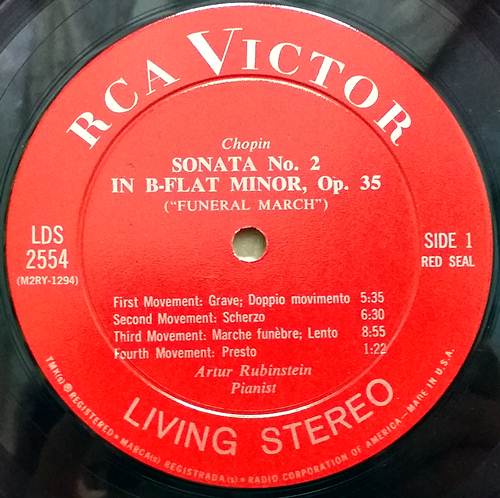 RCA VICTOR
Chopin
SONATA No. 2
IN B-FLAT MINOR, Op. 35
("FUNERAL MARCH")
LDS
2554
(M2RY-1294)
SIDE 1
RED SEAL
First Movement: Grave; Doppio movimento 5:35
Second Movement: Scherzo 6:30
Third Movement: Marche funèbre; Lento 8:55
Fourth Movement: Presto 1:22
Artur Rubinstein
Pianist
LIVING STEREO
TMK(s) ® REGISTERED • MARCA(s) REGISTRADA(s) • RADIO CORPORATION OF AMERICA—MADE IN U.S.A.